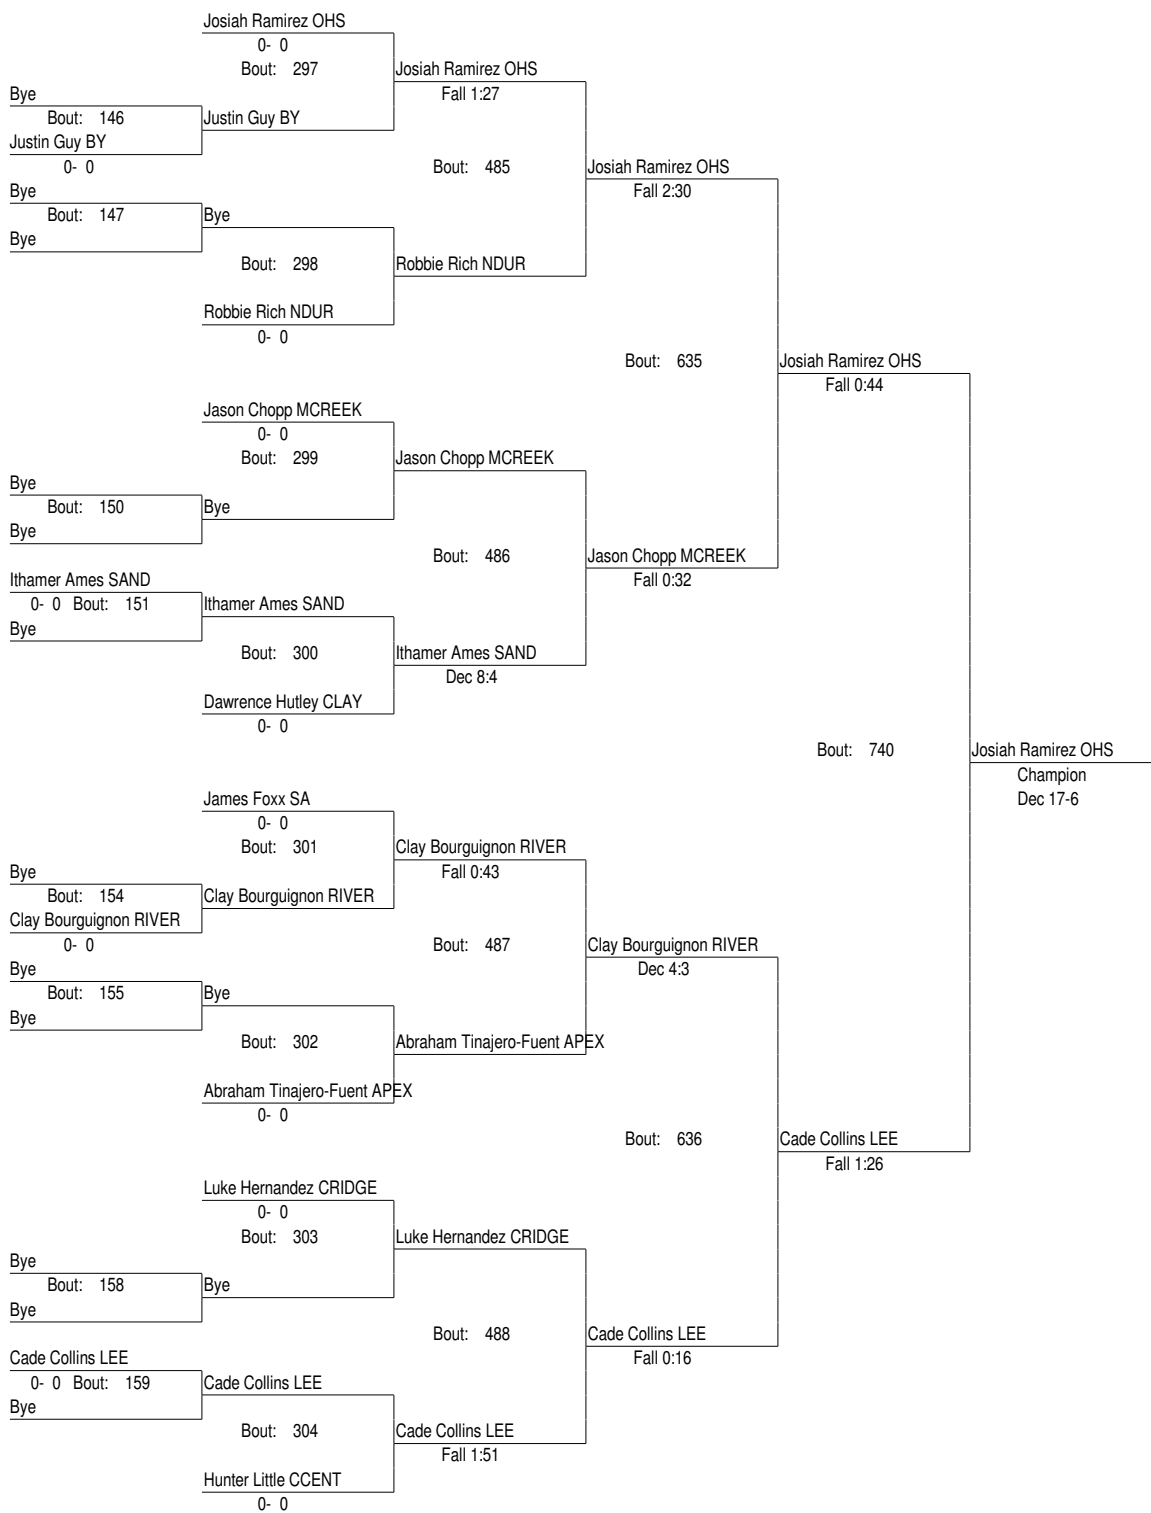 Josiah Ramirez OHS
0- 0
Bout: 297
Josiah Ramirez OHS
Fall 1:27
Bye
Bout: 146
Justin Guy BY
Justin Guy BY
0- 0
Bout: 485
Josiah Ramirez OHS
Fall 2:30
Bye
Bout: 147
Bye
Bye
Bout: 298
Robbie Rich NDUR
Robbie Rich NDUR
0- 0
Bout: 635
Josiah Ramirez OHS
Fall 0:44
Jason Chopp MCREEK
0- 0
Bout: 299
Jason Chopp MCREEK
Bye
Bout: 150
Bye
Bye
Bout: 486
Jason Chopp MCREEK
Fall 0:32
Ithamer Ames SAND
0- 0 Bout: 151
Ithamer Ames SAND
Bye
Bout: 300
Ithamer Ames SAND
Dec 8:4
Dawrence Hutley CLAY
0- 0
Bout: 740
Josiah Ramirez OHS
Champion
Dec 17-6
James Foxx SA
0- 0
Bout: 301
Clay Bourguignon RIVER
Fall 0:43
Bye
Bout: 154
Clay Bourguignon RIVER
Clay Bourguignon RIVER
0- 0
Bout: 487
Clay Bourguignon RIVER
Dec 4:3
Bye
Bout: 155
Bye
Bye
Bout: 302
Abraham Tinajero-Fuent APEX
Abraham Tinajero-Fuent APEX
0- 0
Bout: 636
Cade Collins LEE
Fall 1:26
Luke Hernandez CRIDGE
0- 0
Bout: 303
Luke Hernandez CRIDGE
Bye
Bout: 158
Bye
Bye
Bout: 488
Cade Collins LEE
Fall 0:16
Cade Collins LEE
0- 0 Bout: 159
Cade Collins LEE
Bye
Bout: 304
Cade Collins LEE
Fall 1:51
Hunter Little CCENT
0- 0